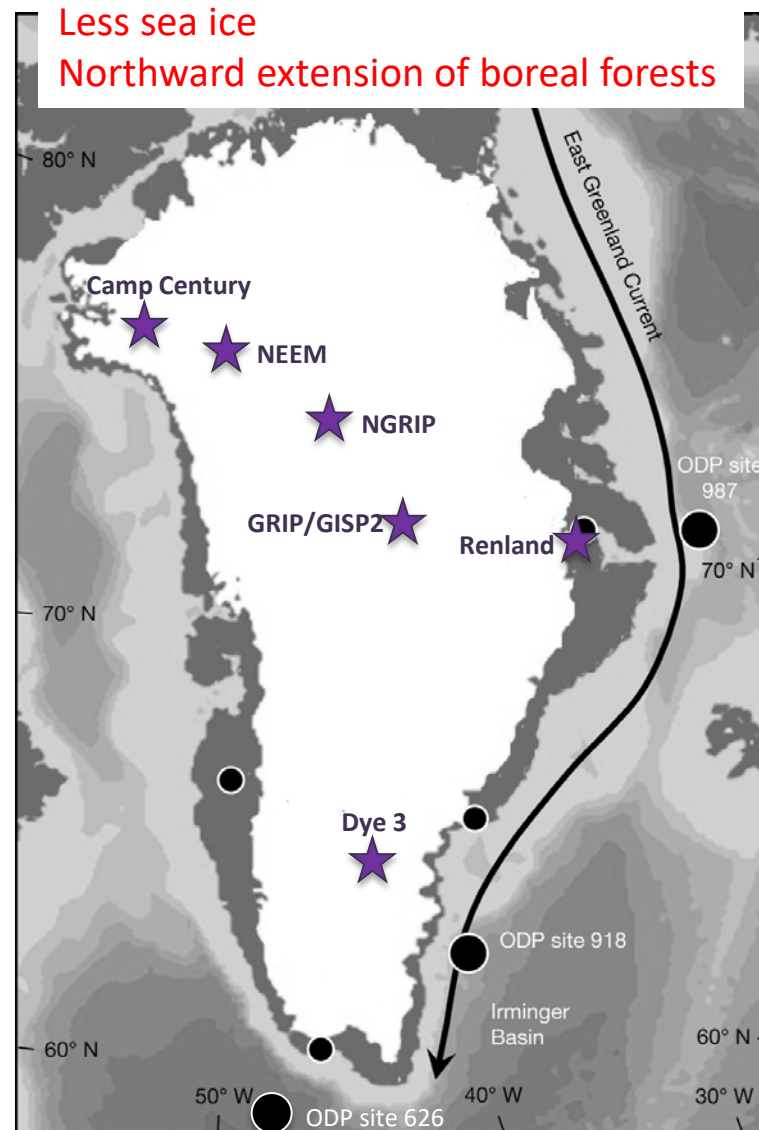 Less sea ice
Northward extension of boreal forests
80° N
East Greenland Current
Camp Century
NEEM
NGRIP
ODP site
987
GRIP/GISP2
Renland
70° N
70° N
Dye 3
ODP site 918
Irminger
Basin
60° N
60° N
50° W
40° W
30° W
ODP site 626